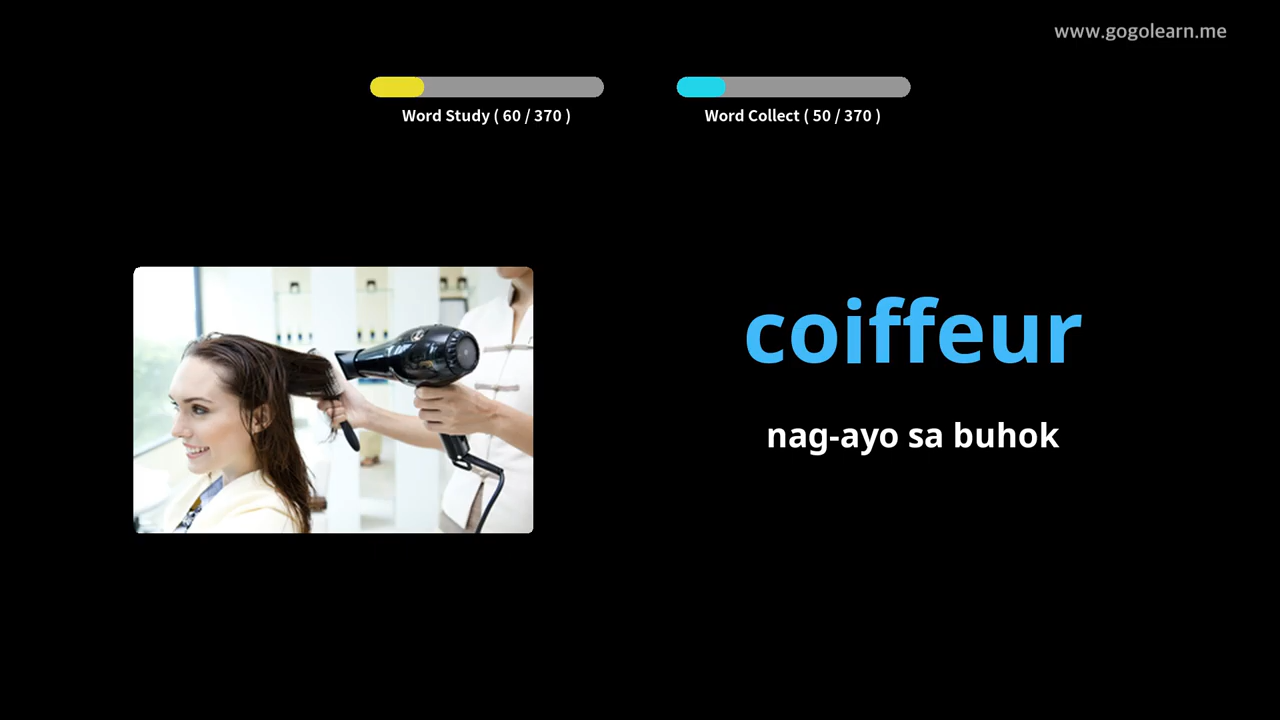 www.gogolearn.me
Word Study ( 60 / 370 )
Word Collect ( 50 / 370 )
coiffeur
nag-ayo sa buhok